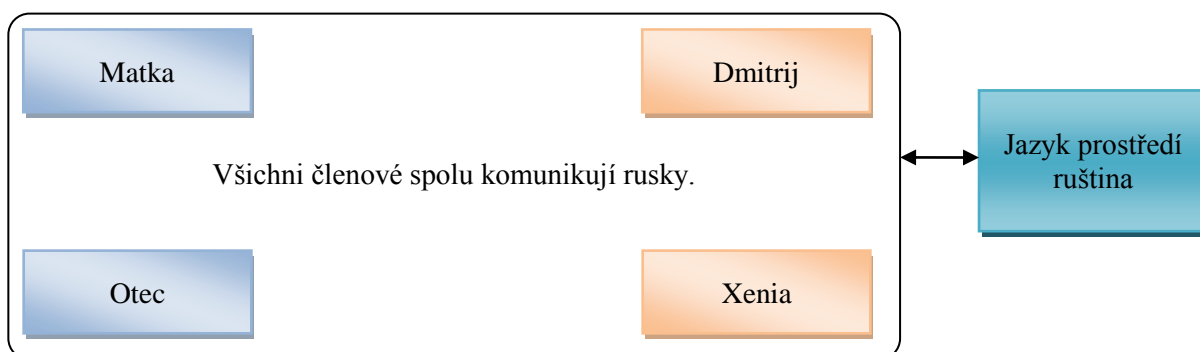 Matka
Dmitrij
Všichni členové spolu komunikují rusky.
Jazyk prostředí
ruština
Otec
Xenia